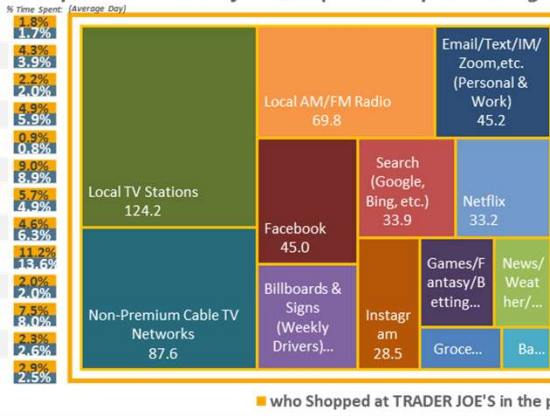 % Time Spent: (Average Day)
1.8%
1.7%
4.3%
3.9%
2.2%
2.0%
4.9%
5.9%
0.9%
0.8%
9.0%
8.9%
5.7%
4.9%
4.6%
6.3%
11.2%
13.6%
2.0%
2.0%
7.5%
8.0%
2.3%
2.6%
2.9%
2.5%
Local TV Stations
124.2
Non-Premium Cable TV
Networks
87.6
Local AM/FM Radio
69.8
Email/Text/IM/
Zoom,etc.
(Personal &
Work)
45.2
Facebook
45.0
Search
(Google,
Bing, etc.)
33.9
Netflix
33.2
Billboards &
Signs
(Weekly
Drivers)...
Instagr
am
28.5
Games/F
antasy/B
etting...
News/
Weat
her/...
Groce...
Ba...
who Shopped at TRADER JOE'S in the p